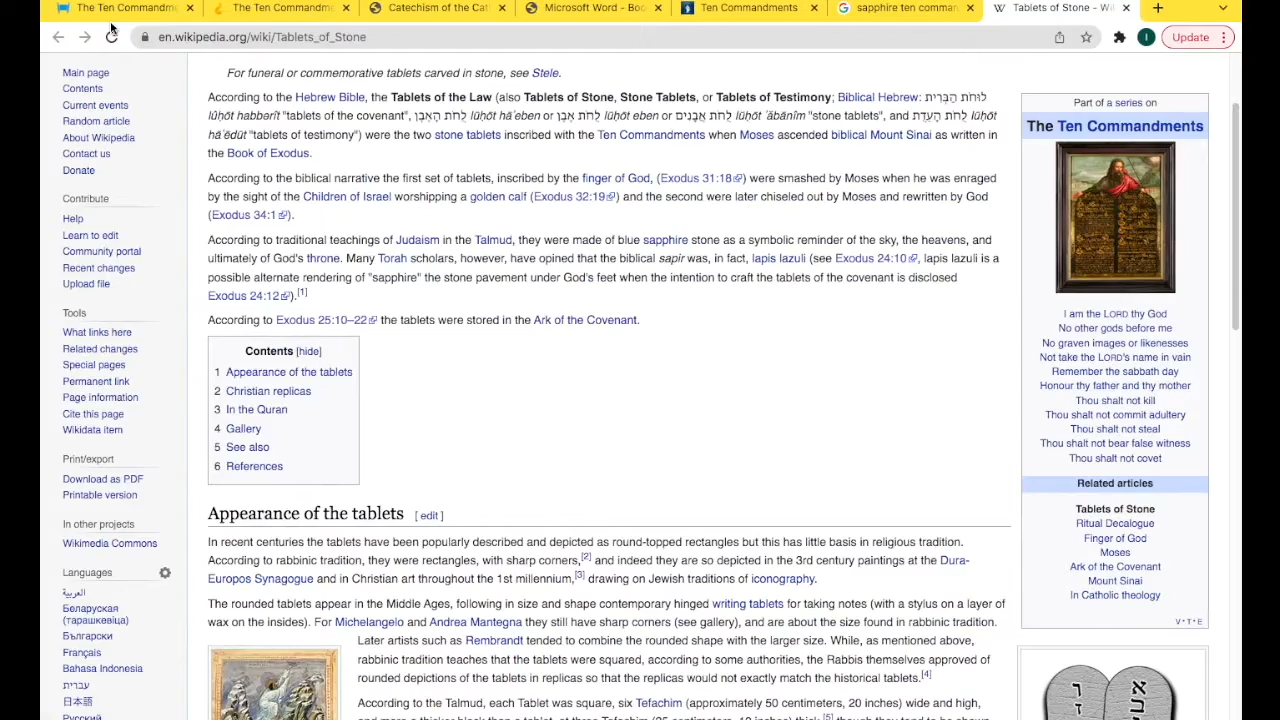 The Ten Commandme
The Ten Commandm
Catechism of the Cat
Microsoft Word - Boo
Ten Commandments
sapphire ten comman
Tablets of Stone - Wi
en.wikipedia.org/wiki/Tablets_of_Stone
Update
Main page
Contents
Current events
Random article
About Wikipedia
Contact us
Donate
Contribute
Help
Learn to edit
Community portal
Recent changes
Upload file
Tools
What links here
Related changes
Special pages
Permanent link
Page information
Cite this page
Wikidata item
Print/export
Download as PDF
Printable version
In other projects
Wikimedia Commons
Languages
العربية
Беларуская
(тарашкевіца)
Български
Français
Bahasa Indonesia
עברית
日本語
Русский
For funeral or commemorative tablets carved in stone, see Stele.
According to the Hebrew Bible, the Tablets of the Law (also Tablets of Stone, Stone Tablets, or Tablets of Testimony; Biblical Hebrew: לוּחֹת הַבְּרִית
lūḥōt habbǝrīt "tablets of the covenant", לֻחֹת הָאֶבֶן lūḥōt hāʾeben or לֻחֹת אֶבֶן lūḥōt eben or לֻחֹת אֲבָנִים lūḥōt ʾăbānīm "stone tablets", and לֻחֹת הָעֵדֻת lūḥōt
hāʿēdūt "tablets of testimony") were the two stone tablets inscribed with the Ten Commandments when Moses ascended biblical Mount Sinai as written in
the Book of Exodus.
According to the biblical narrative the first set of tablets, inscribed by the finger of God, (Exodus 31:18) were smashed by Moses when he was enraged
by the sight of the Children of Israel worshipping a golden calf (Exodus 32:19) and the second were later chiseled out by Moses and rewritten by God
(Exodus 34:1).
According to traditional teachings of Judaism in the Talmud, they were made of blue sapphire stone as a symbolic reminder of the sky, the heavens, and
ultimately of God's throne. Many Torah scholars, however, have opined that the biblical sapir was, in fact, lapis lazuli (see Exodus 24:10, lapis lazuli is a
possible alternate rendering of "sapphire" the stone pavement under God's feet when the intention to craft the tablets of the covenant is disclosed
Exodus 24:12).[1]
According to Exodus 25:10–22 the tablets were stored in the Ark of the Covenant.
Contents [hide]
1 Appearance of the tablets
2 Christian replicas
3 In the Quran
4 Gallery
5 See also
6 References
Appearance of the tablets [ edit ]
In recent centuries the tablets have been popularly described and depicted as round-topped rectangles but this has little basis in religious tradition.
According to rabbinic tradition, they were rectangles, with sharp corners,[2] and indeed they are so depicted in the 3rd century paintings at the Dura-
Europos Synagogue and in Christian art throughout the 1st millennium,[3] drawing on Jewish traditions of iconography.
The rounded tablets appear in the Middle Ages, following in size and shape contemporary hinged writing tablets for taking notes (with a stylus on a layer of
wax on the insides). For Michelangelo and Andrea Mantegna they still have sharp corners (see gallery), and are about the size found in rabbinic tradition.
Later artists such as Rembrandt tended to combine the rounded shape with the larger size. While, as mentioned above,
rabbinic tradition teaches that the tablets were squared, according to some authorities, the Rabbis themselves approved of
rounded depictions of the tablets in replicas so that the replicas would not exactly match the historical tablets.[4]
According to the Talmud, each Tablet was square, six Tefachim (approximately 50 centimeters, 20 inches) wide and high,
Part of a series on
The Ten Commandments
I am the LORD thy God
No other gods before me
No graven images or likenesses
Not take the LORD's name in vain
Remember the sabbath day
Honour thy father and thy mother
Thou shalt not kill
Thou shalt not commit adultery
Thou shalt not steal
Thou shalt not bear false witness
Thou shalt not covet
Related articles
Tablets of Stone
Ritual Decalogue
Finger of God
Moses
Ark of the Covenant
Mount Sinai
In Catholic theology
V • T • E